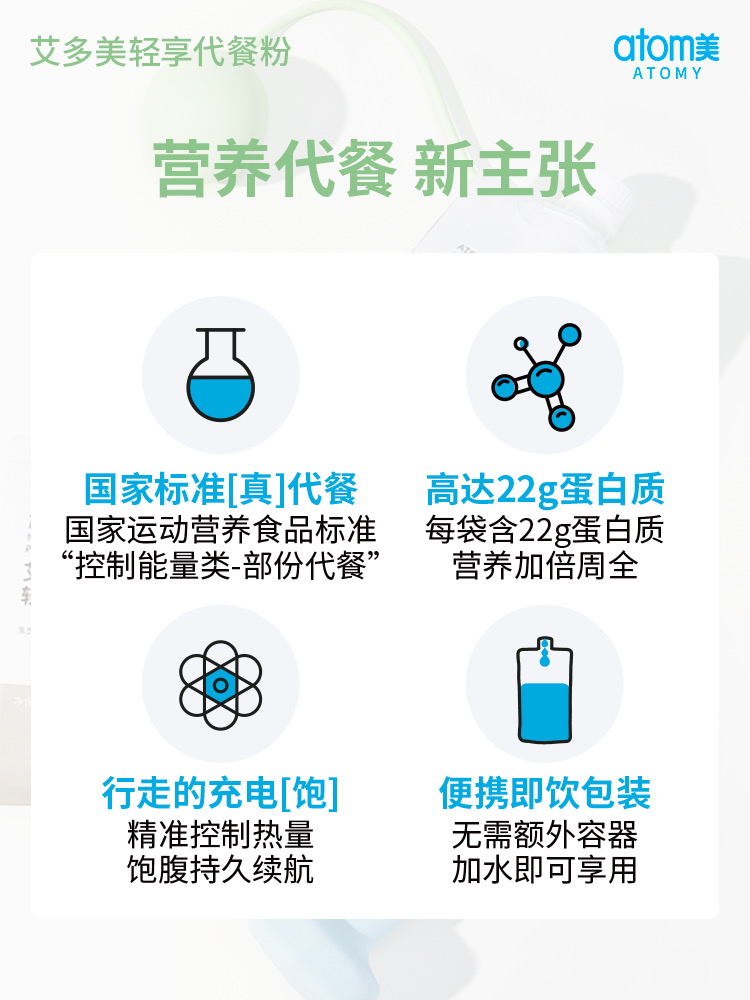 艾多美轻享代餐粉
atom美
ATOMY
营养代餐 新主张
国家标准[真]代餐
国家运动营养食品标准
“控制能量类-部份代餐”
高达22g蛋白质
每袋含22g蛋白质
营养加倍周全
行走的充电[饱]
精准控制热量
饱腹持久续航
便携即饮包装
无需额外容器
加水即可享用